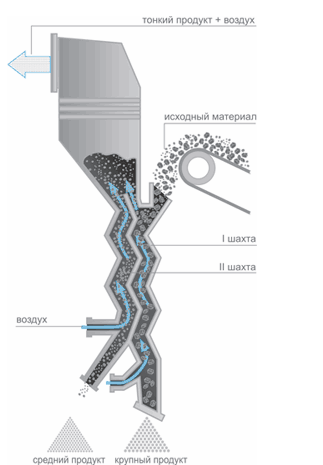 тонкий продукт + воздух
исходный материал
I шахта
II шахта
воздух
средний продукт
крупный продукт